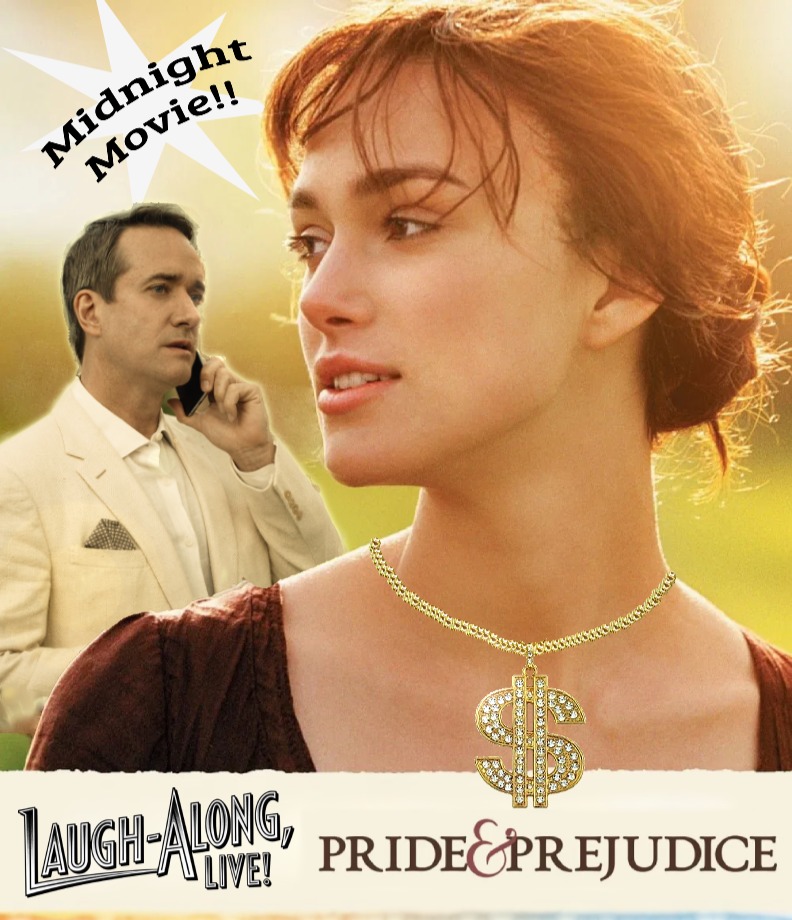 Midnight
Movie!!
LAUGH-ALONG,
LIVE!
PRIDE & PREJUDICE